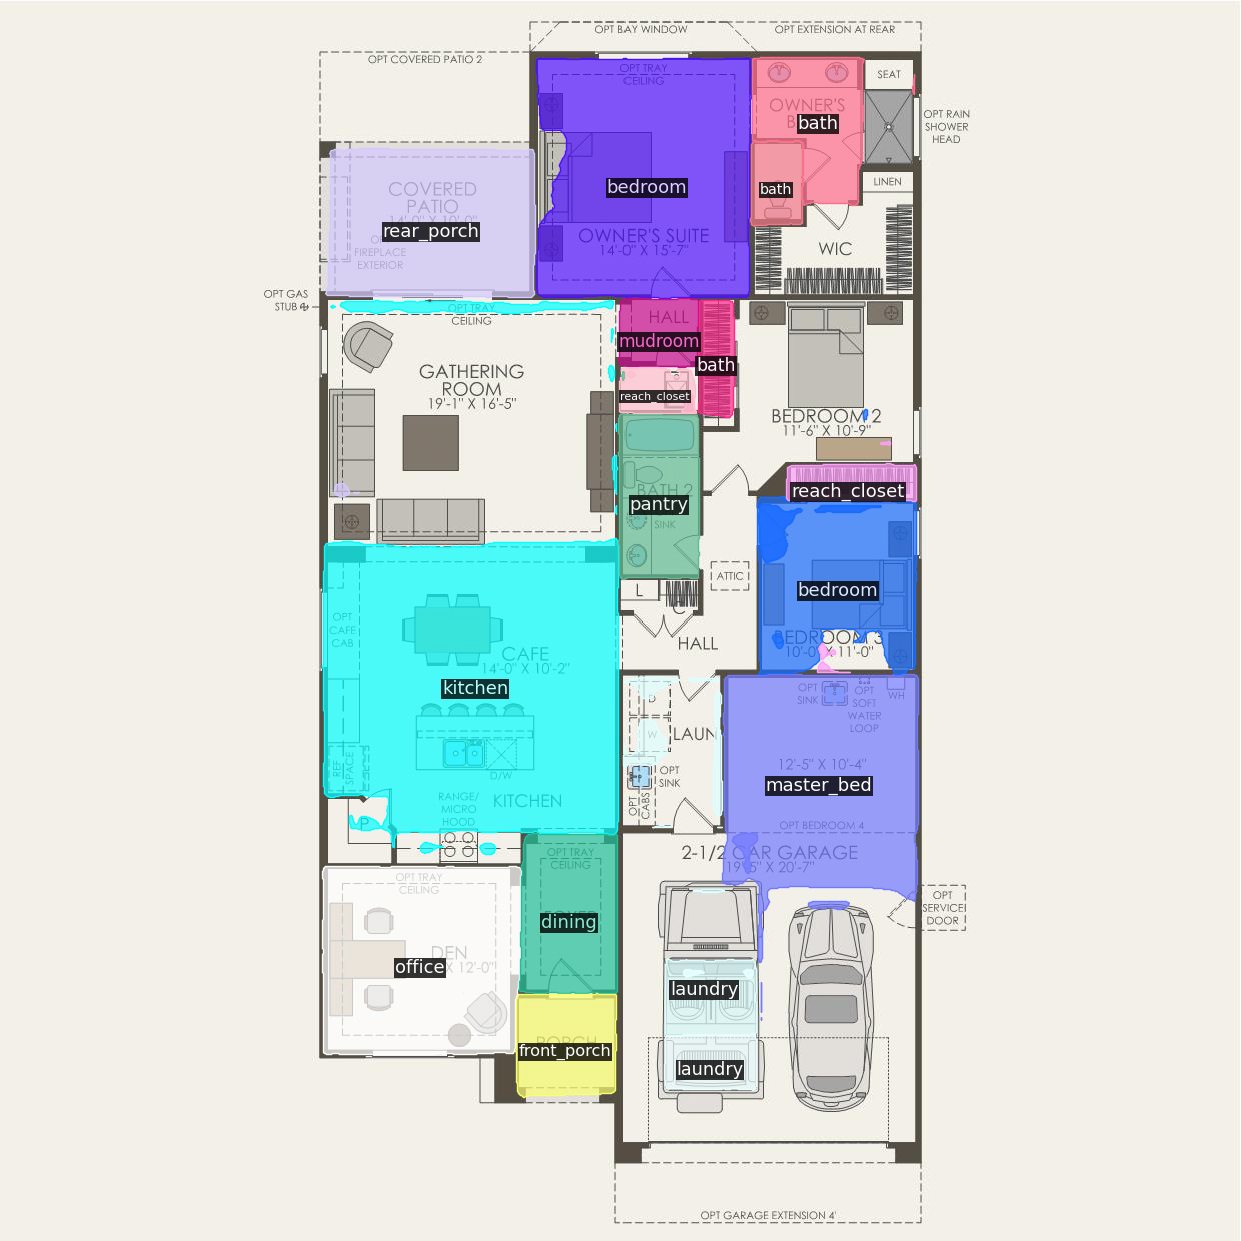 OPT BAY WINDOW
OPT EXTENSION AT REAR
OPT COVERED PATIO 2
OPT TRAY
CEILING
SEAT
OWNER'S
bath
OPT RAIN
SHOWER
HEAD
COVERED
PATIO
14'-0" X 10'-0"
rear_porch
FIREPLACE
EXTERIOR
bedroom
OWNER'S SUITE
14'-0" X 15'-7"
bath
LINEN
WIC
OPT GAS
STUB
OPT TRAY
CEILING
HALL
mudroom
bath
reach_closet
GATHERING
ROOM
19'-1" X 16'-5"
BEDROOM 2
11'-6" X 10'-9"
reach_closet
BATH 2
pantry
SINK
ATTIC
L
C
HALL
bedroom
BEDROOM 3
10'-0" X 11'-0"
OPT
CAFE
CAB
CAFE
14'-0" X 10'-2"
kitchen
REF
SPACE
D/W
KITCHEN
RANGE/
MICRO
HOOD
P
D
W
LAUN
OPT
SINK
OPT
CABS
OPT
SINK
OPT
SOFT
WATER
LOOP
WH
12'-5" X 10'-4"
master_bed
OPT BEDROOM 4
2-1/2 CAR GARAGE
19'-5" X 20'-7"
OPT
SERVICE
DOOR
OPT TRAY
CEILING
OPT TRAY
CEILING
dining
DEN
office
X 12'-0"
PORCH
front_porch
laundry
laundry
OPT GARAGE EXTENSION 4'